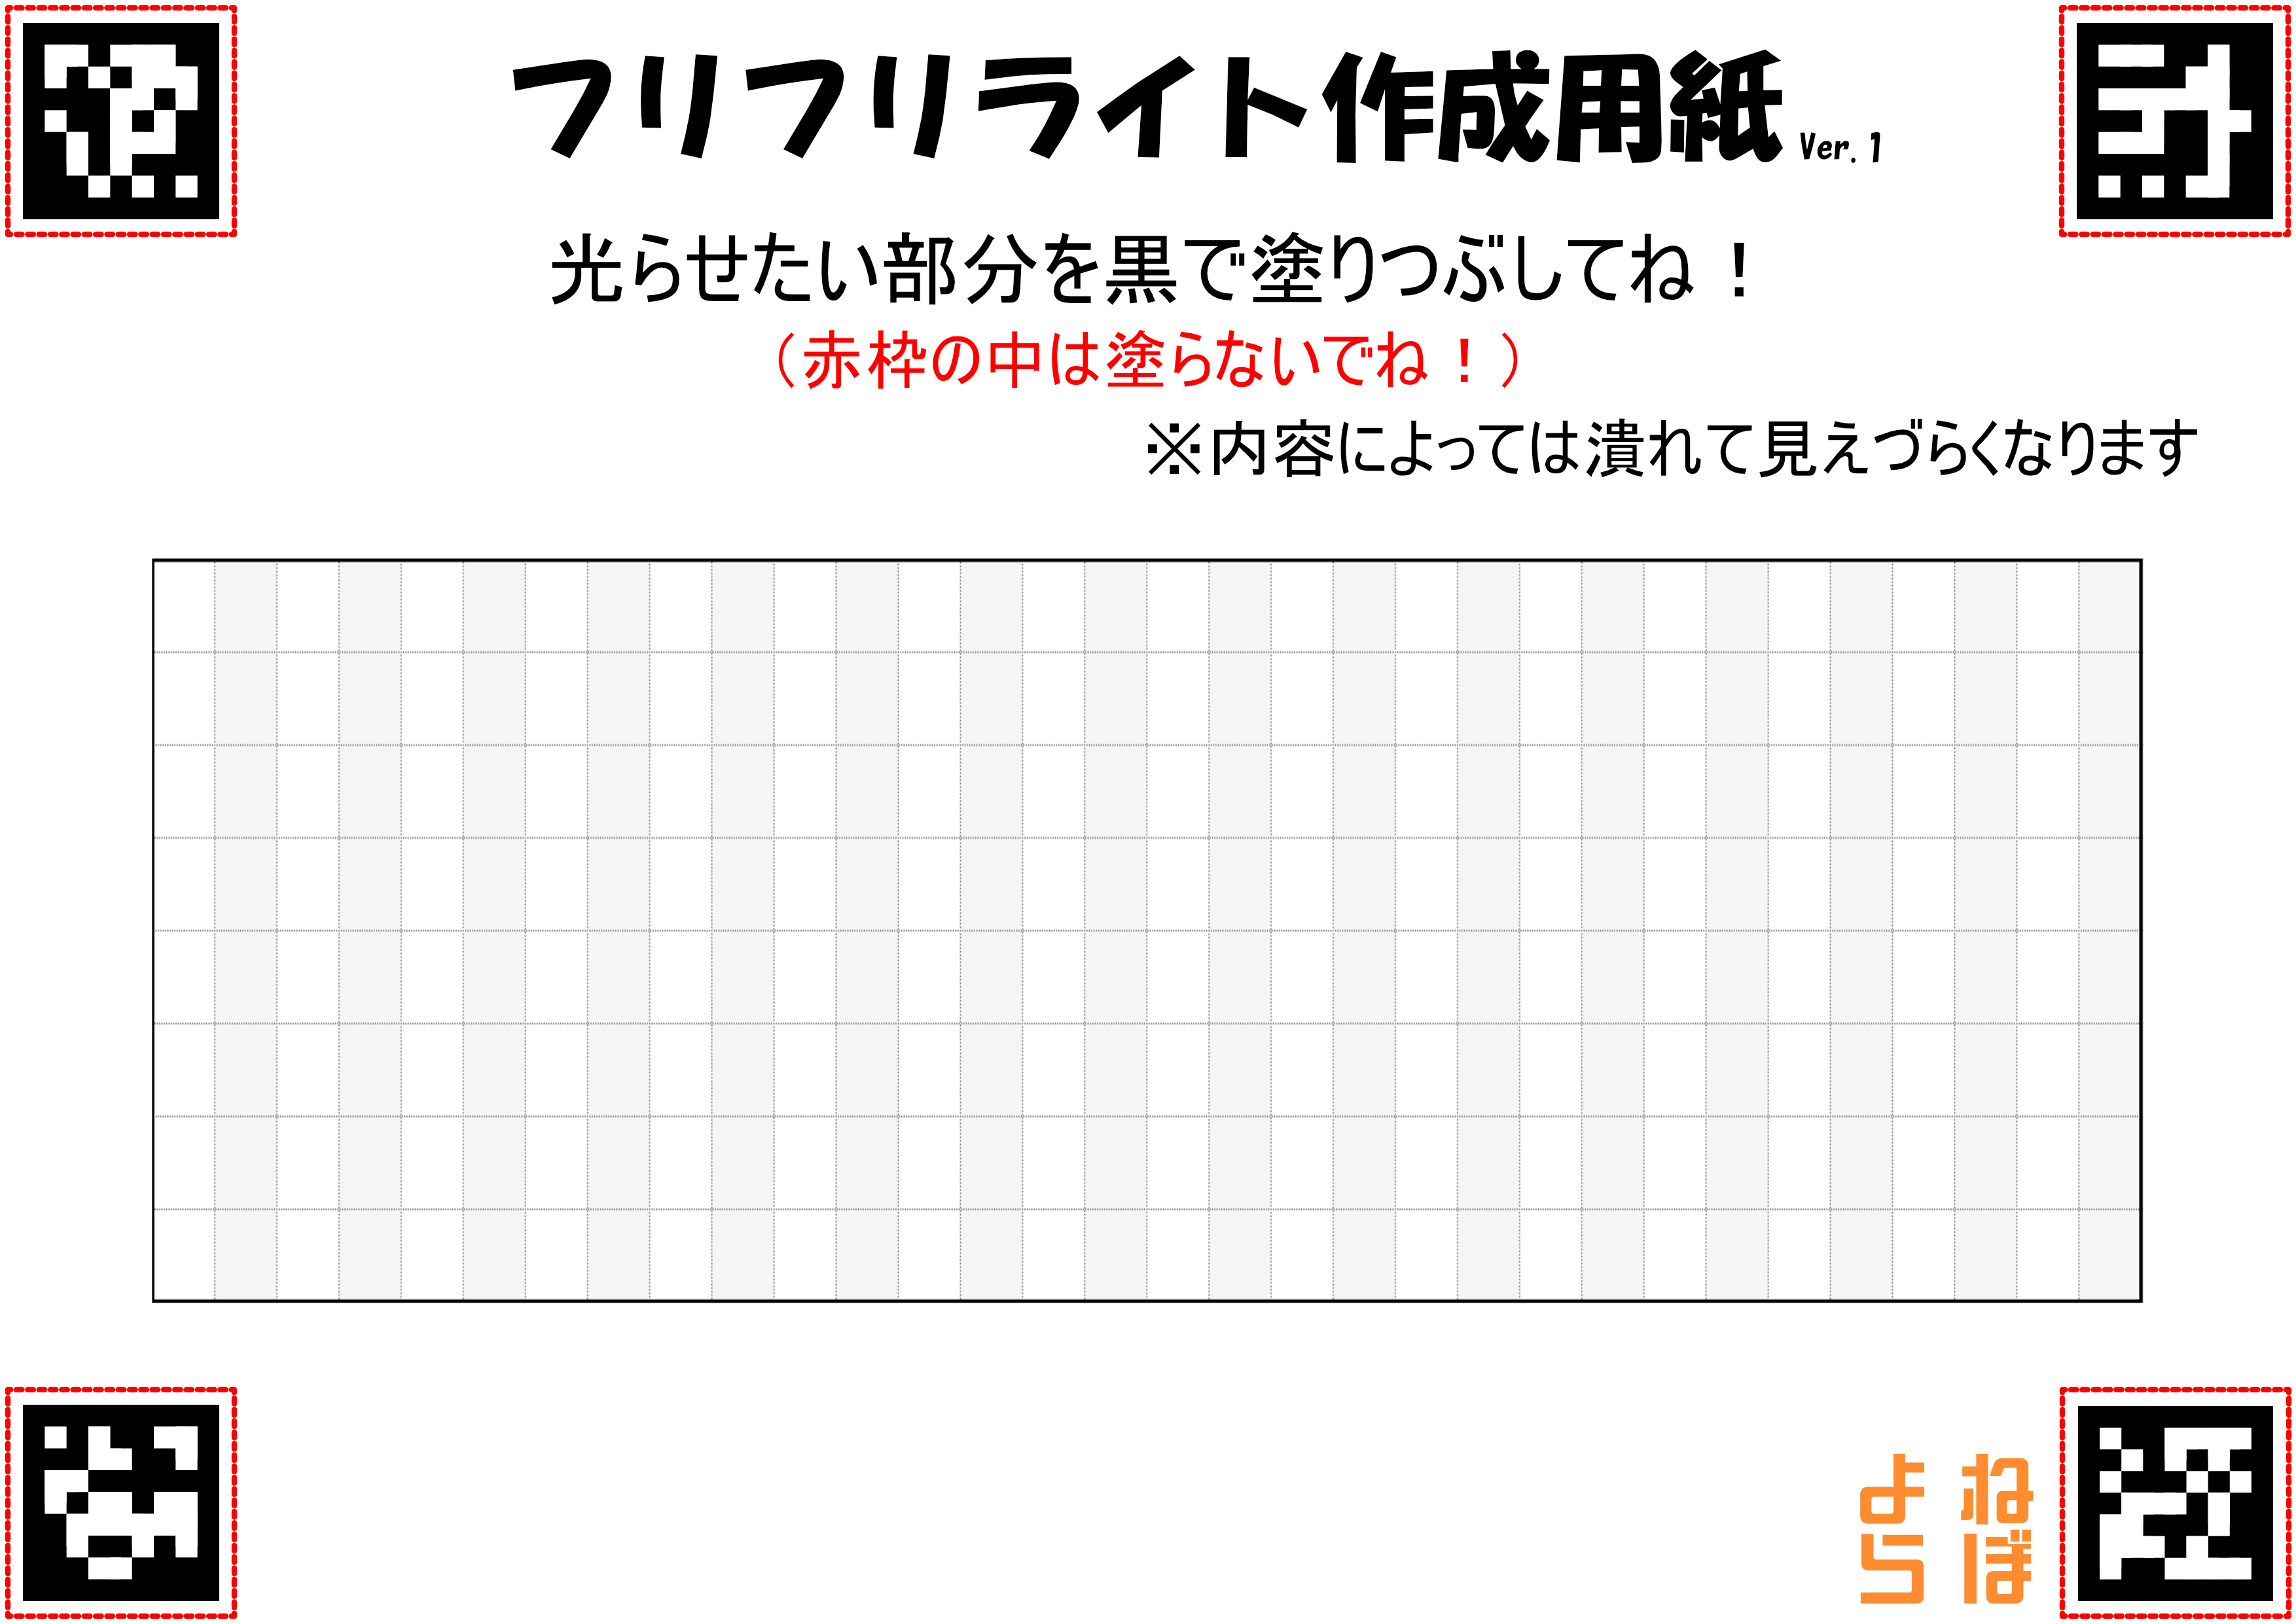 フリフリライト作成用紙 Ver. 1
光らせたい部分を黒で塗りつぶしてね！
（赤枠の中は塗らないでね！）
※内容によっては潰れて見えづらくなります
よね
らぼ